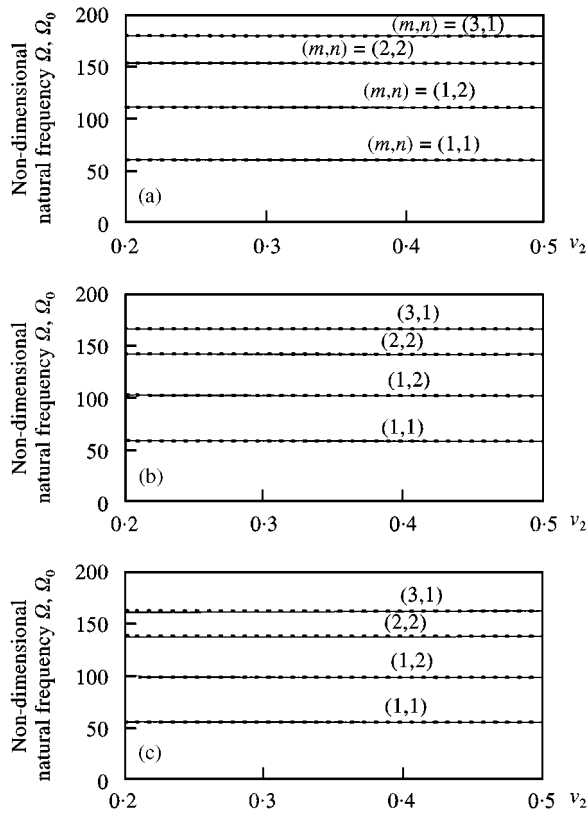 Non-dimensional
natural frequency Ω, Ω₀
200
150
100
50
0
(m,n) = (3,1)
(m,n) = (2,2)
(m,n) = (1,2)
(m,n) = (1,1)
(a)
0·2 0·3 0·4 0·5 ν₂
Non-dimensional
natural frequency Ω, Ω₀
200
150
100
50
0
(3,1)
(2,2)
(1,2)
(1,1)
(b)
0·2 0·3 0·4 0·5 ν₂
Non-dimensional
natural frequency Ω, Ω₀
200
150
100
50
0
(3,1)
(2,2)
(1,2)
(1,1)
(c)
0·2 0·3 0·4 0·5 ν₂